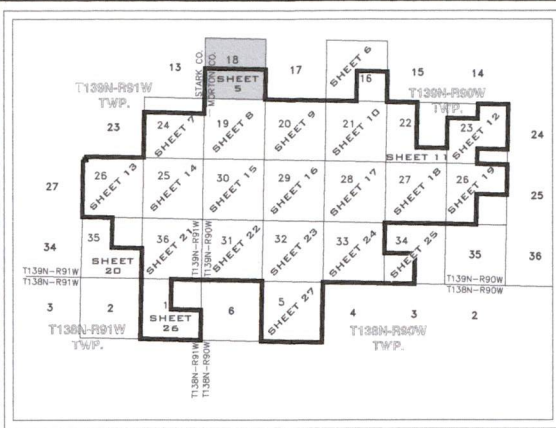 13
STARK CO.
MORTON CO.
18
SHEET 5
17
SHEET 6
16
15
14
T139N-R91W
TWP.
T139N-R90W
TWP.
23
24
SHEET 7
19
SHEET 8
20
SHEET 9
21
SHEET 10
22
SHEET 11
23
SHEET 12
24
27
26
SHEET 13
25
SHEET 14
30
SHEET 15
29
SHEET 16
28
SHEET 17
27
SHEET 18
26
SHEET 19
25
34
35
SHEET 20
36
SHEET 21
T139N-R91W
T139N-R90W
31
SHEET 22
32
SHEET 23
33
SHEET 24
34
SHEET 25
35
36
T139N-R91W
T138N-R91W
T139N-R90W
T138N-R90W
3
2
1
SHEET 26
6
5
SHEET 27
4
3
2
T138N-R91W
TWP.
T138N-R90W
TWP.
T138N-R91W
T138N-R90W